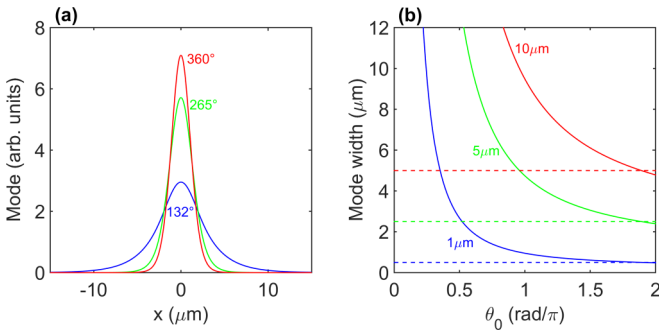 (a)
8
6
4
2
0
Mode (arb. units)
360°
265°
132°
-10
0
10
x (μm)
(b)
12
10
8
6
4
2
0
Mode width (μm)
10μm
5μm
1μm
0
0.5
1
1.5
2
θ0 (rad/π)